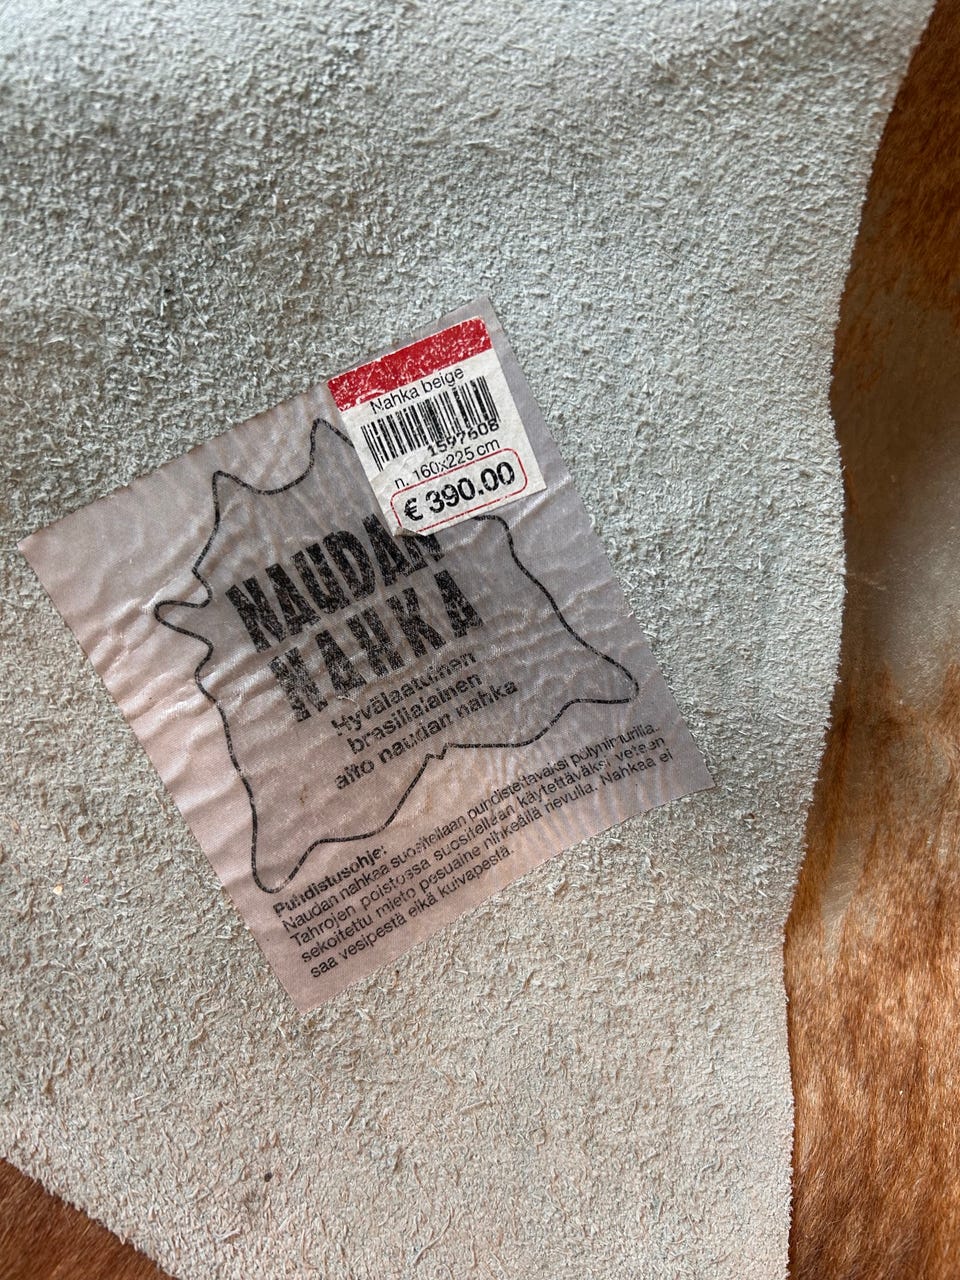 Nahka beige
1597608
n. 160x225 cm
€ 390.00
NAUDAN
NAHKA
Hyvälaatuinen
brasilialainen
aito naudan nahka
Puhdistusohje:
Naudan nahkaa suositellaan puhdistettavaksi pölynimurilla.
Tahrojen poistossa suositellaan käytettäväksi veteen
sekoitettu mieto pesuaine nihkeällä rievulla. Nahkaa ei
saa vesipestä eikä kuivapestä.